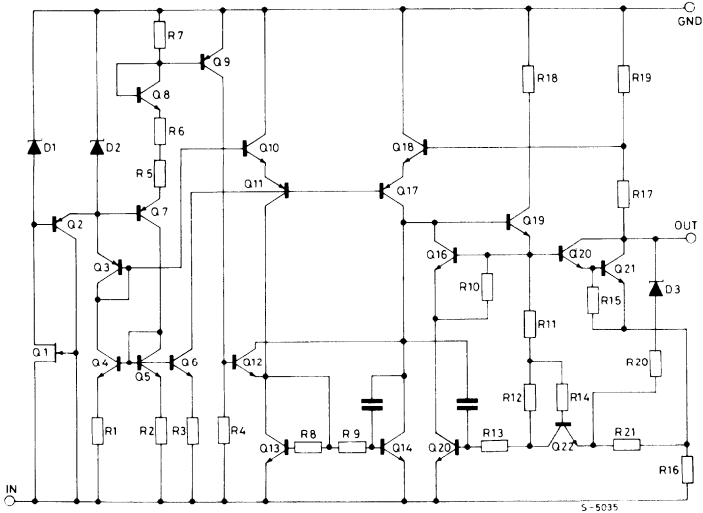 GND
R7
Q9
Q8
R18
R19
R6
D1
D2
Q10
Q18
R5
Q11
Q17
R17
Q2
Q7
Q19
OUT
Q3
Q16
Q20
Q21
R10
R15
D3
R11
Q1
Q4
Q5
Q6
Q12
R20
R12
R14
R1
R2
R3
R4
Q13
R8
R9
Q14
Q20
R13
Q22
R21
R16
IN
S-5035